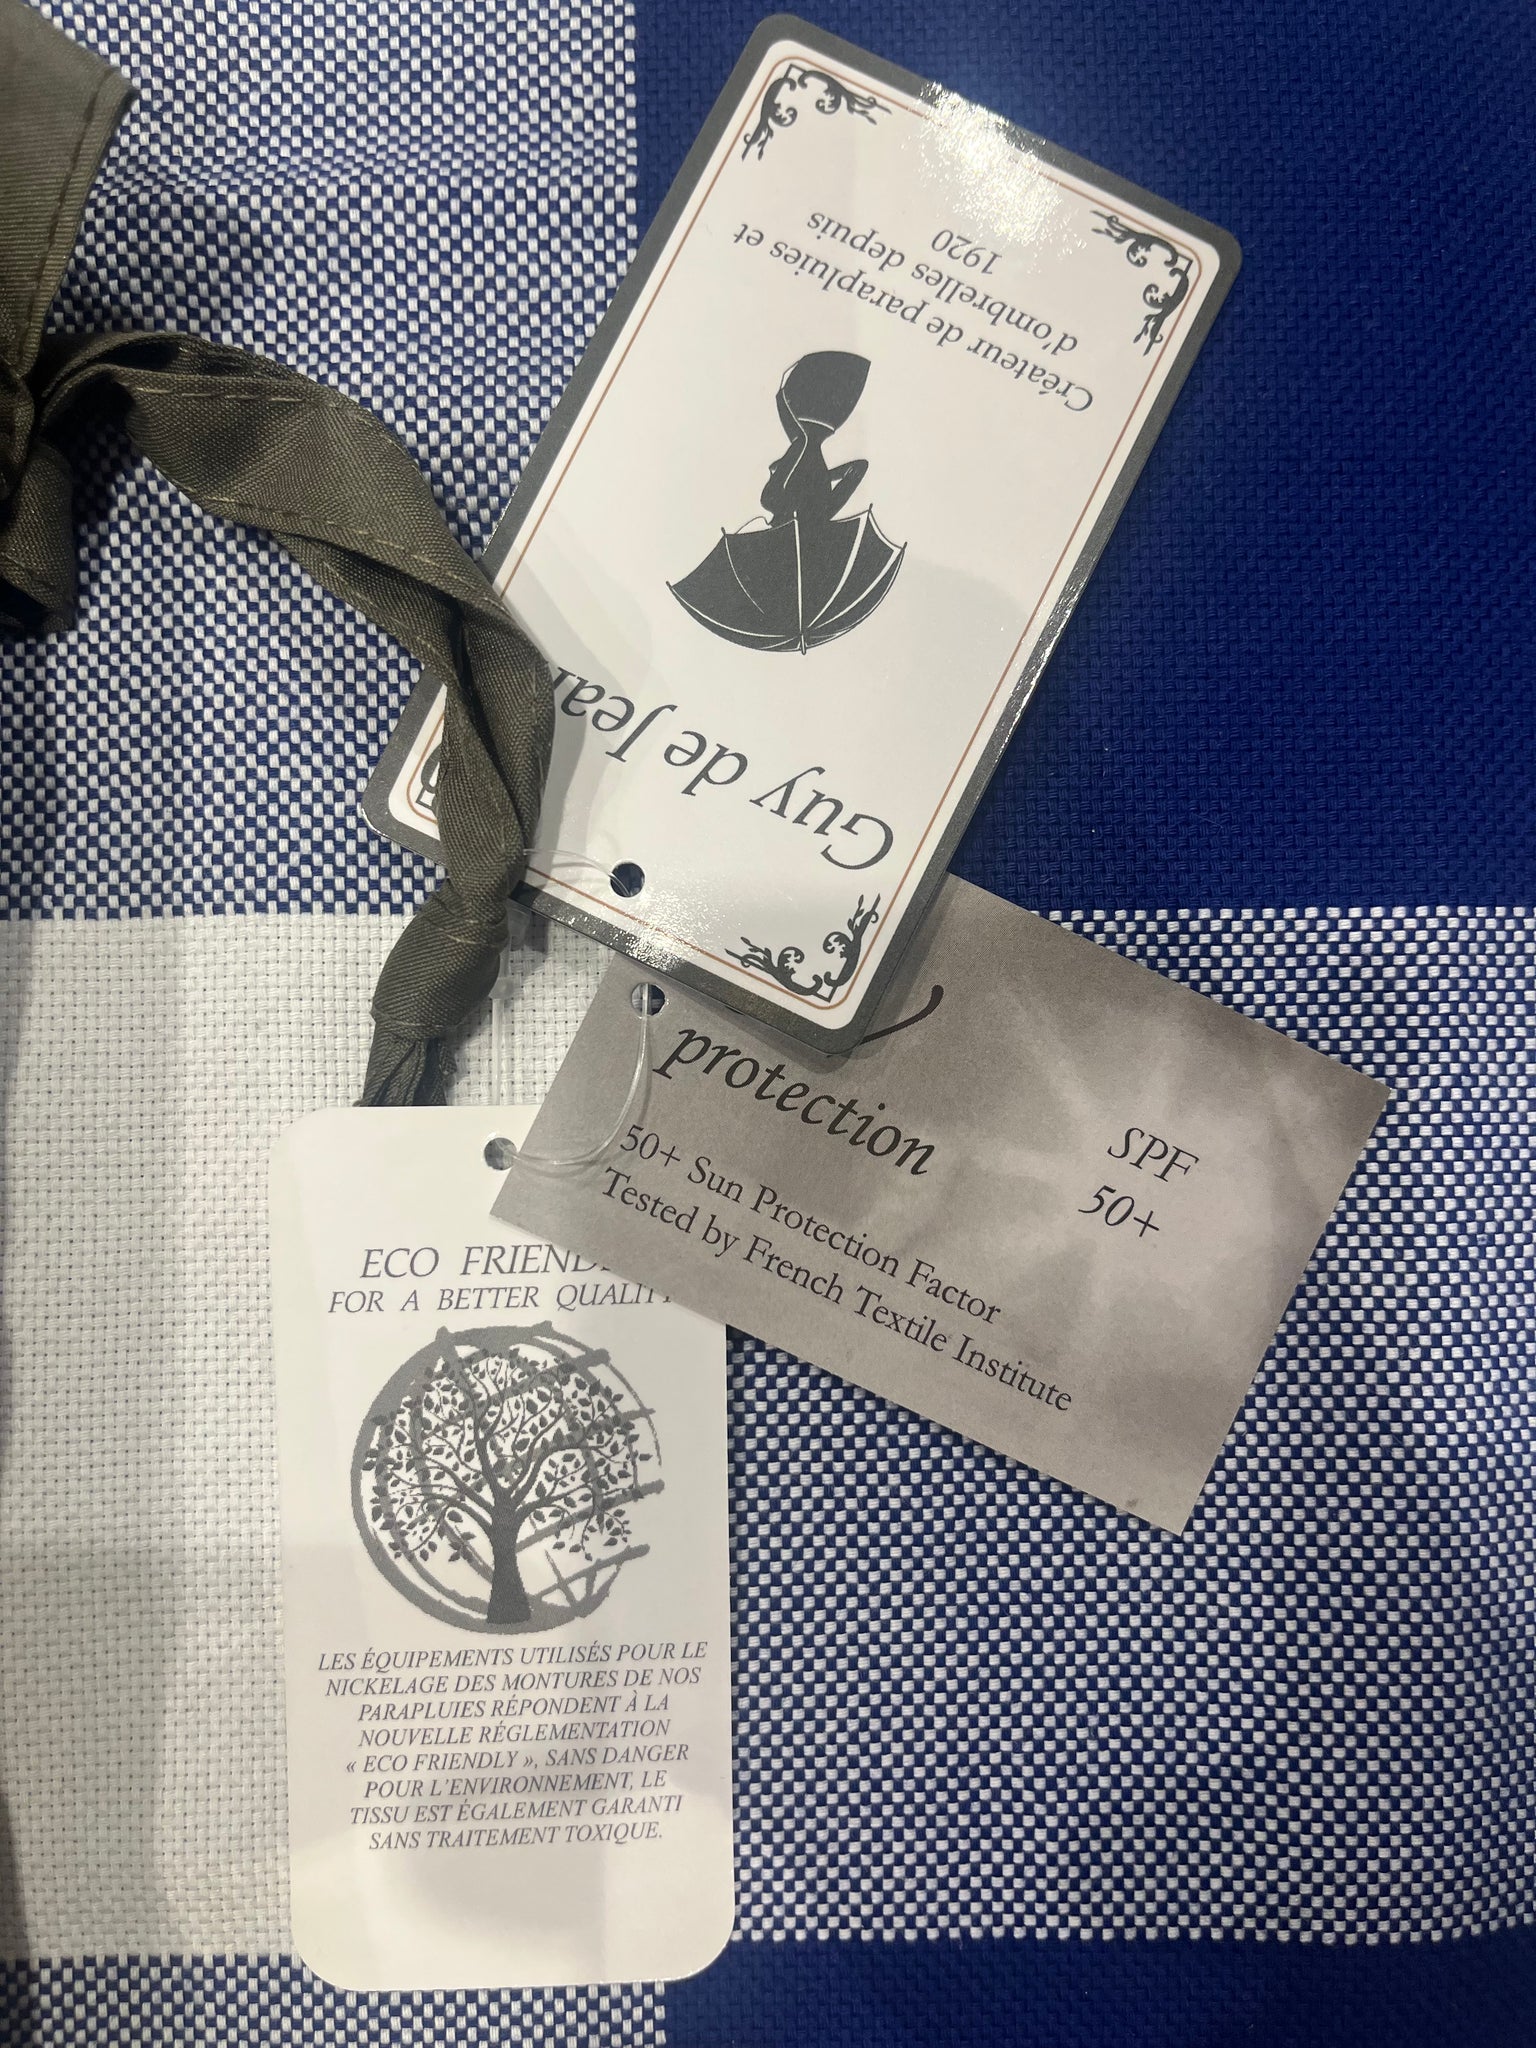 Guy de Jean
Créateur de parapluies et
d'ombrelles depuis
1920
protection
50+ Sun Protection Factor
Tested by French Textile Institute
SPF
50+
ECO
FOR A BETTER QUALITY
LES ÉQUIPEMENTS UTILISÉS POUR LE
NICKELAGE DES MONTURES DE NOS
PARAPLUIES RÉPONDENT À LA
NOUVELLE RÉGLEMENTATION
« ECO FRIENDLY », SANS DANGER
POUR L'ENVIRONNEMENT, LE
TISSU EST ÉGALEMENT GARANTI
SANS TRAITEMENT TOXIQUE.